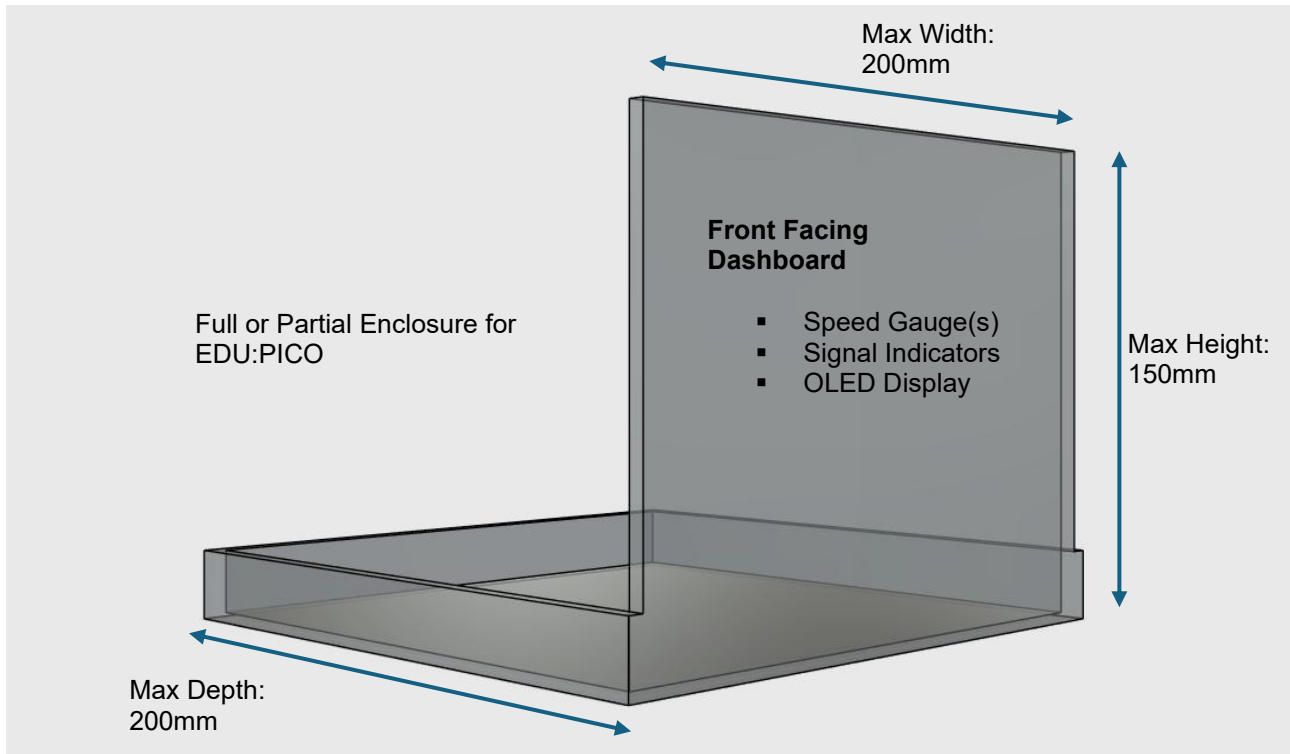 Max Width:
200mm
Front Facing
Dashboard
▪ Speed Gauge(s)
▪ Signal Indicators
▪ OLED Display
Full or Partial Enclosure for
EDU:PICO
Max Height:
150mm
Max Depth:
200mm